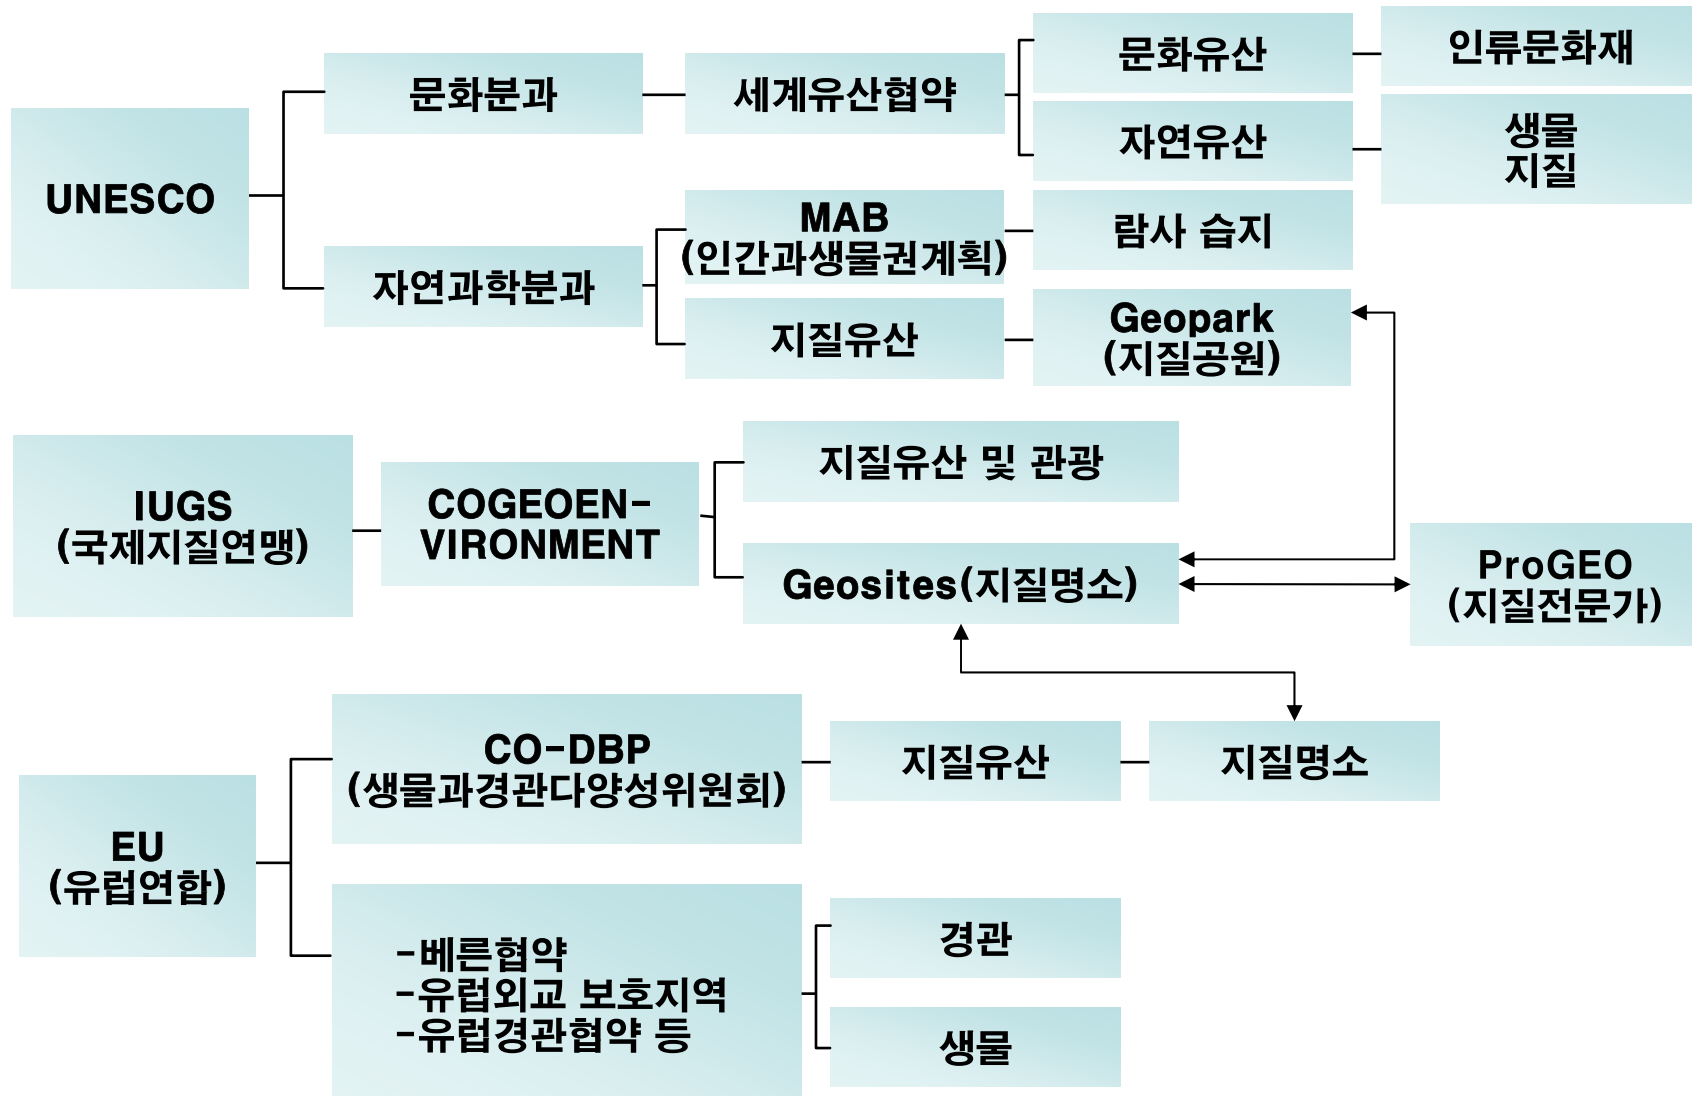 UNESCO
문화분과
세계유산협약
문화유산
인류문화재
자연유산
생물
지질
자연과학분과
MAB
(인간과생물권계획)
람사 습지
지질유산
Geopark
(지질공원)
IUGS
(국제지질연맹)
COGEOEN-
VIRONMENT
지질유산 및 관광
Geosites(지질명소)
ProGEO
(지질전문가)
EU
(유럽연합)
CO-DBP
(생물과경관다양성위원회)
지질유산
지질명소
-베른협약
-유럽외교 보호지역
-유럽경관협약 등
경관
생물